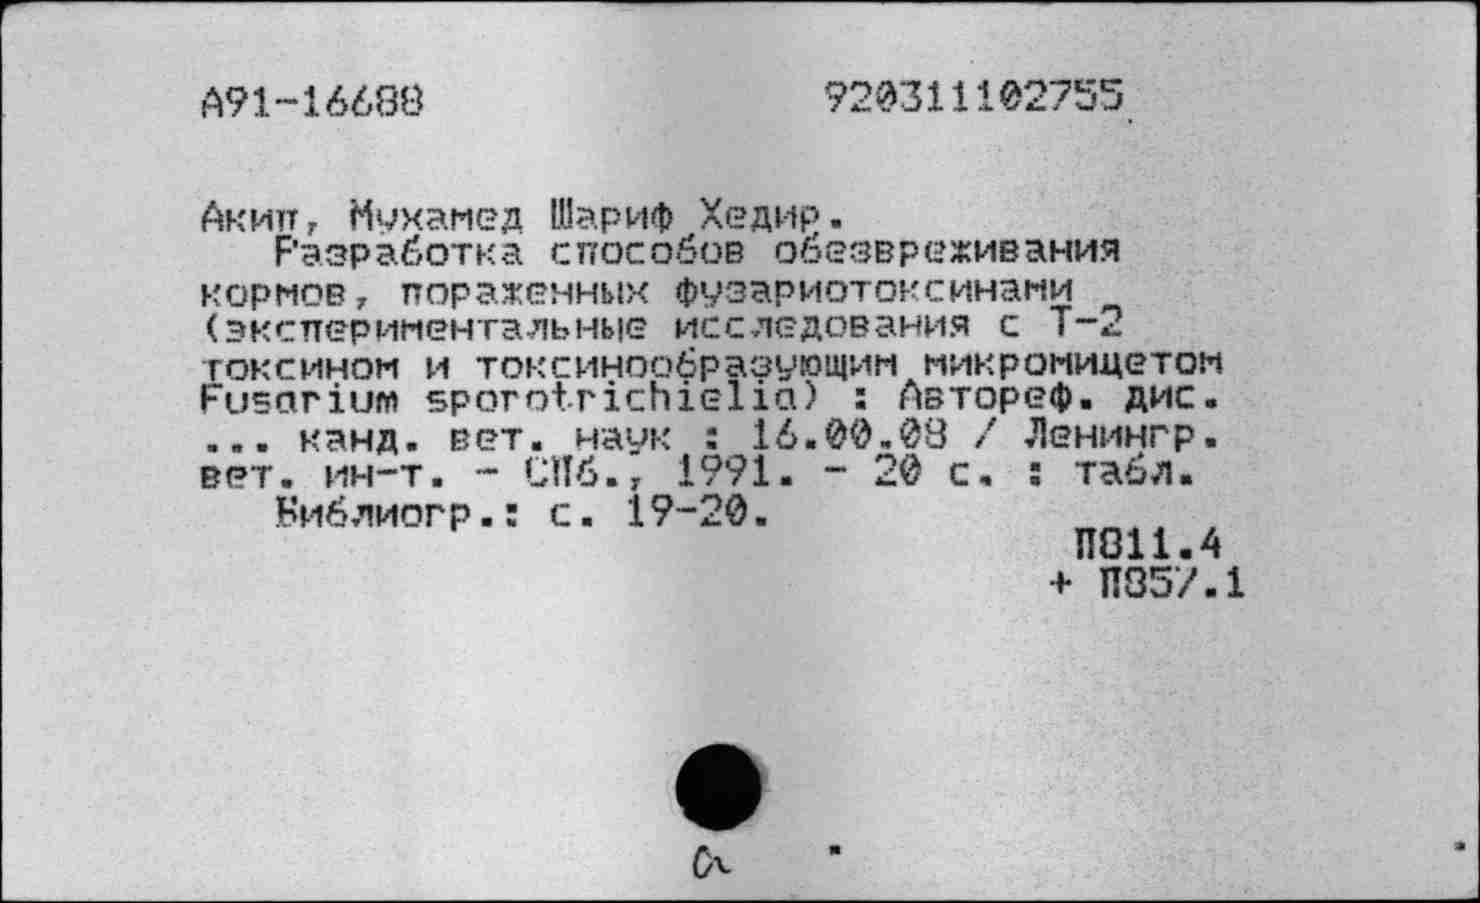 А91-16688
920311102755
Акип, Мухамед Шариф Хедир.
Разработка способов обезвреживания
кормов, пораженных фузариотоксинами
(экспериментальные исследования с Т-2
токсином и токсинообразующим микромицетом
Fusarium sporotrichiella) : Автореф. дис.
... канд. вет. наук : 16.00.08 / Ленингр.
вет. ин-т. - СПб., 1991. - 20 с. : табл.
Библиогр.: с. 19-20.
П811.4
+ П857.1